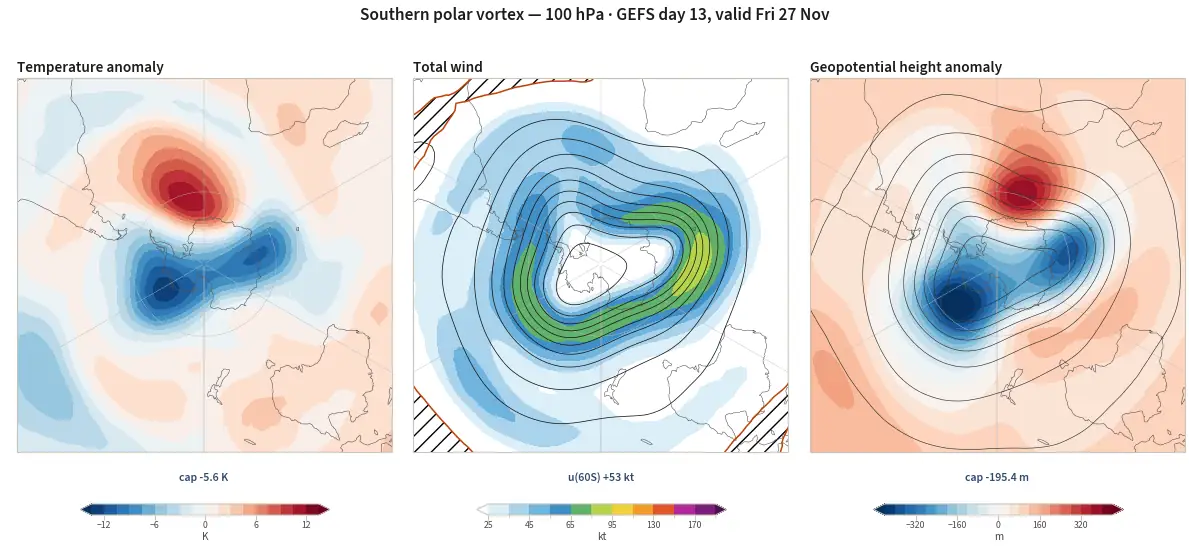 Southern polar vortex — 100 hPa · GEFS day 13, valid Fri 27 Nov
Temperature anomaly
Total wind
Geopotential height anomaly
cap -5.6 K
u(60S) +53 kt
cap -195.4 m
−12 −6 0 6 12
K
25 45 65 95 130 170
kt
−320 −160 0 160 320
m